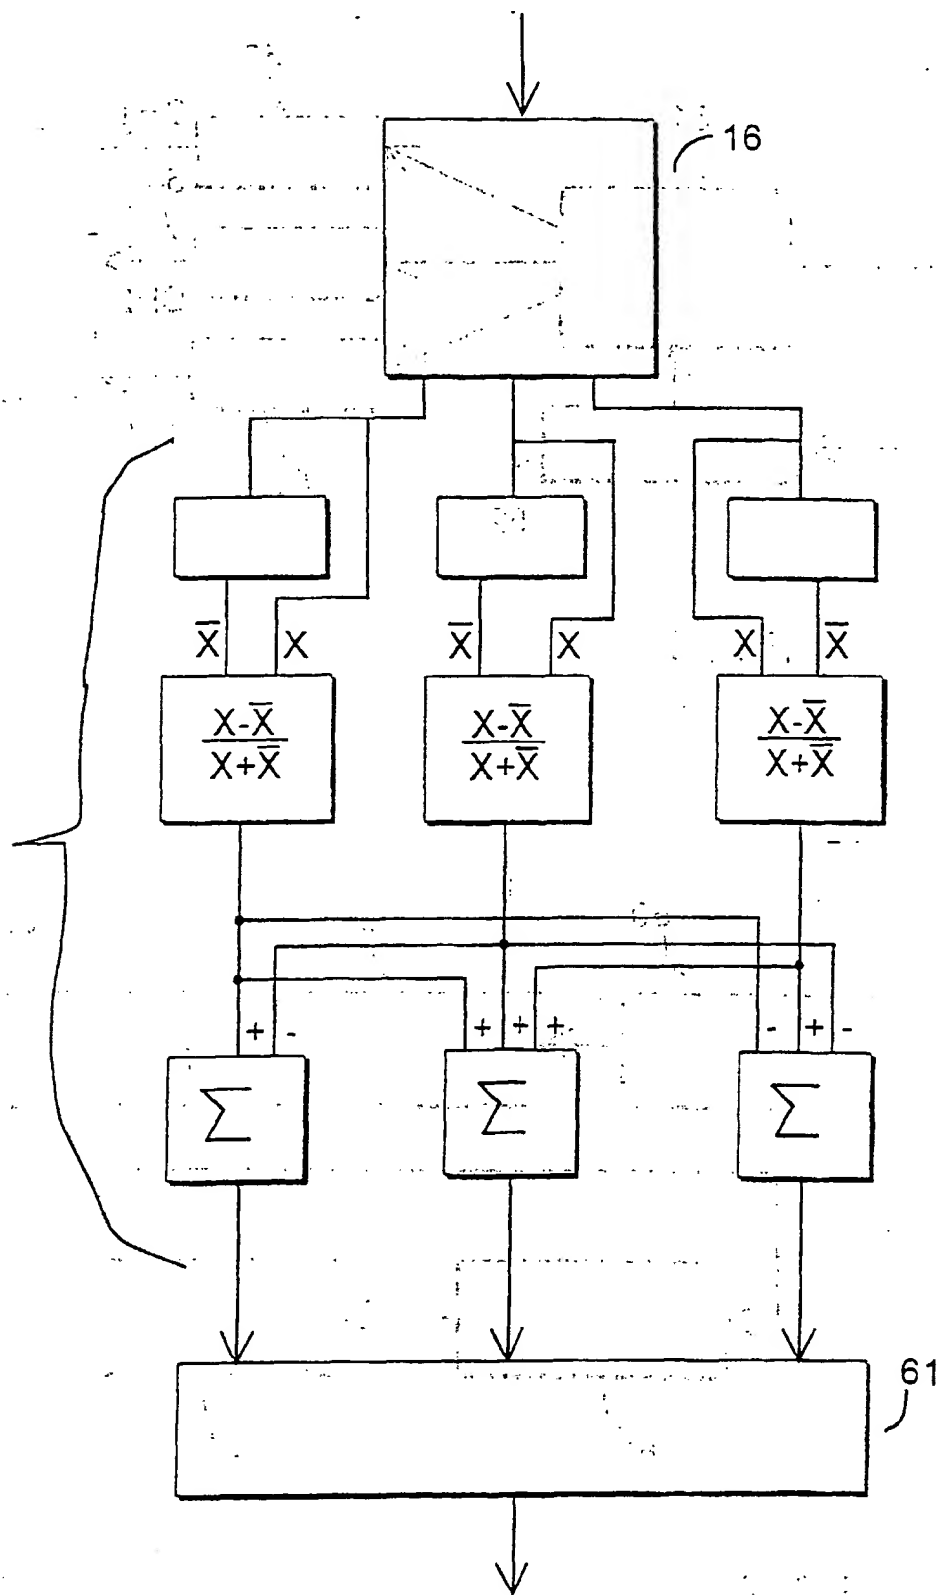 16
X̅ X X̅ X X X̅
X-X̅ X-X̅ X-X̅
X+X̅ X+X̅ X+X̅
+ - + + + - + -
Σ Σ Σ
61